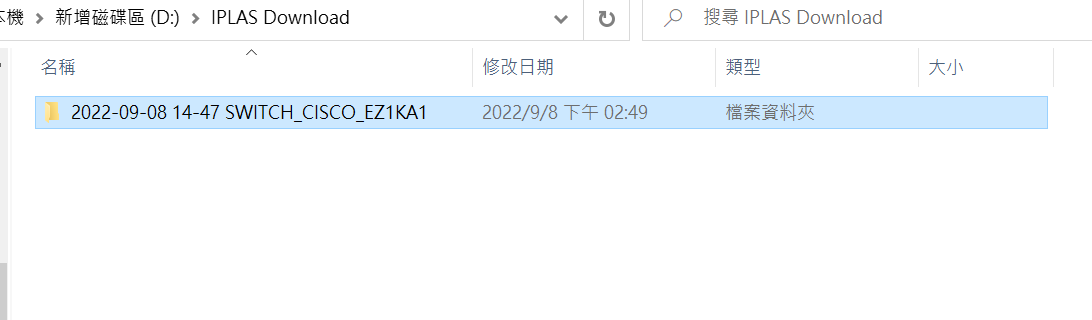 本機 > 新增磁碟區 (D:) > IPLAS Download
搜尋 IPLAS Download
名稱 修改日期 類型 大小
2022-09-08 14-47 SWITCH_CISCO_EZ1KA1 2022/9/8 下午 02:49 檔案資料夾